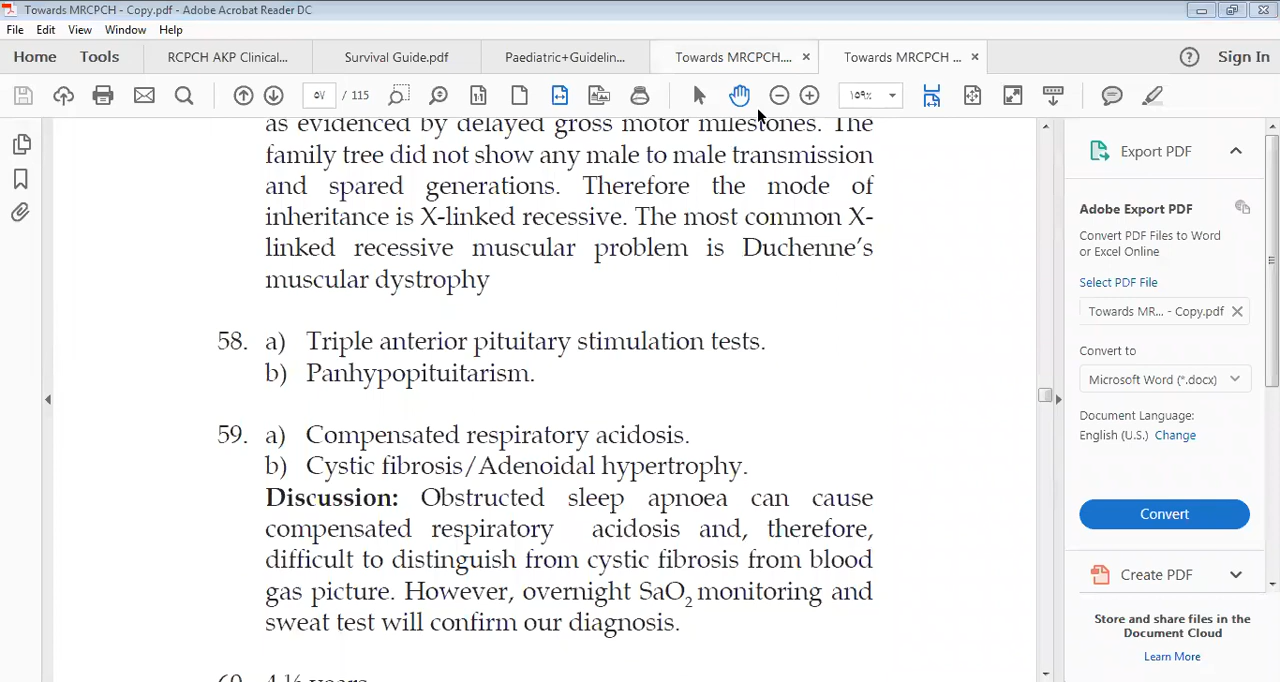 Towards MRCPCH - Copy.pdf - Adobe Acrobat Reader DC
File Edit View Window Help
Home Tools RCPCH AKP Clinical... Survival Guide.pdf Paediatric+Guidelin... Towards MRCPCH.... × Towards MRCPCH ... × Sign In
٥٧ / 115 ١٥٩%
as evidenced by delayed gross motor milestones. The
family tree did not show any male to male transmission
and spared generations. Therefore the mode of
inheritance is X-linked recessive. The most common X-
linked recessive muscular problem is Duchenne's
muscular dystrophy
58. a) Triple anterior pituitary stimulation tests.
b) Panhypopituitarism.
59. a) Compensated respiratory acidosis.
b) Cystic fibrosis/Adenoidal hypertrophy.
Discussion: Obstructed sleep apnoea can cause
compensated respiratory acidosis and, therefore,
difficult to distinguish from cystic fibrosis from blood
gas picture. However, overnight SaO₂ monitoring and
sweat test will confirm our diagnosis.
60. 4 ½ years
Export PDF
Adobe Export PDF
Convert PDF Files to Word
or Excel Online
Select PDF File
Towards MR... - Copy.pdf ×
Convert to
Microsoft Word (*.docx)
Document Language:
English (U.S.) Change
Convert
Create PDF
Store and share files in the
Document Cloud
Learn More